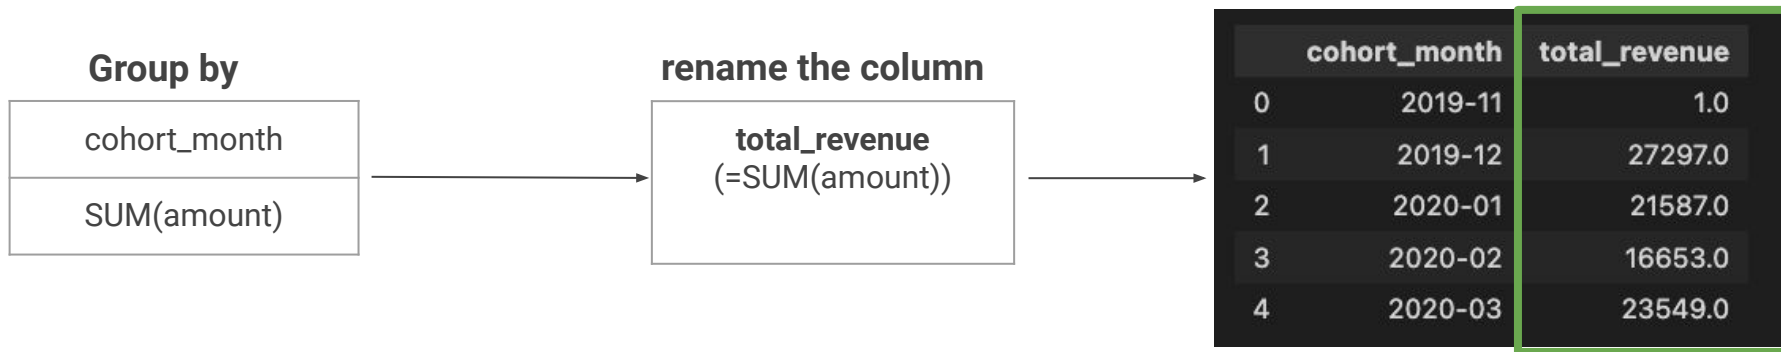 Group by
cohort_month
SUM(amount)
rename the column
total_revenue
(=SUM(amount))
cohort_month total_revenue
0 2019-11 1.0
1 2019-12 27297.0
2 2020-01 21587.0
3 2020-02 16653.0
4 2020-03 23549.0